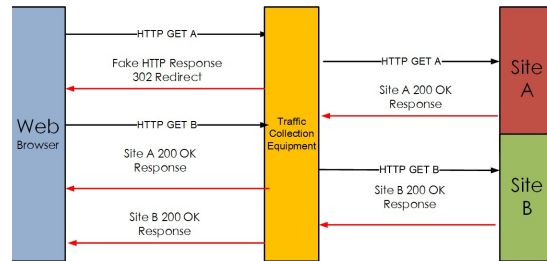 HTTP GET A
Fake HTTP Response
302 Redirect
HTTP GET A
Site A 200 OK
Response
Site
A
Web
Browser
HTTP GET B
Traffic
Collection
Equipment
Site A 200 OK
Response
HTTP GET B
Site B 200 OK
Response
Site
B
Site B 200 OK
Response